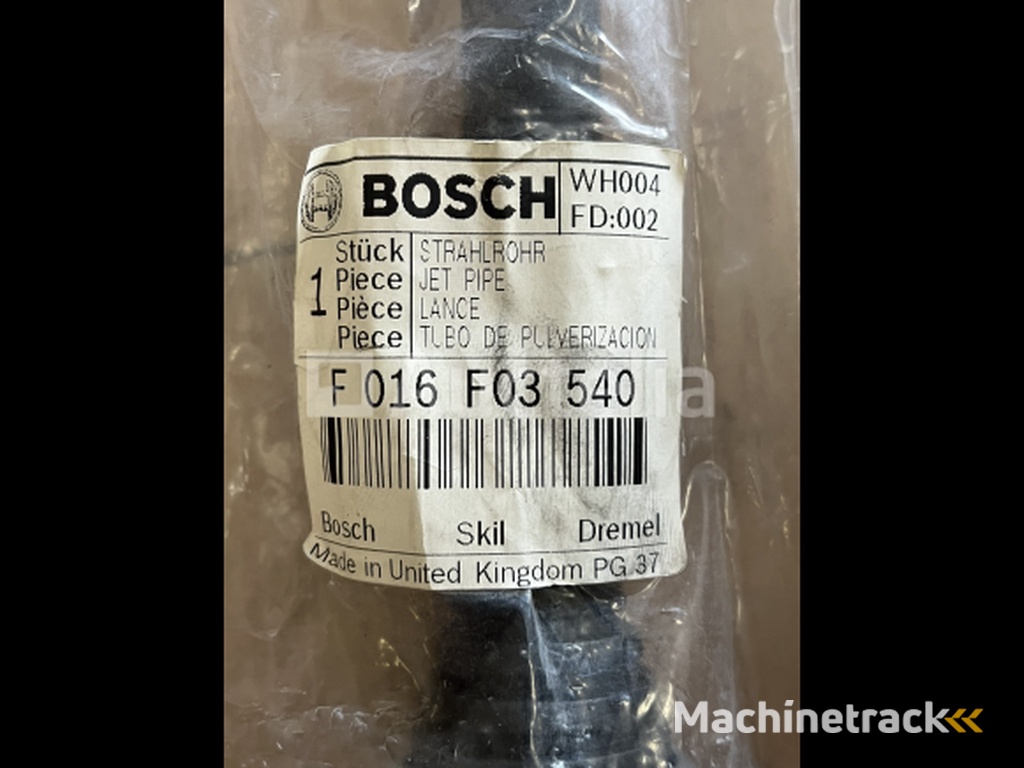 BOSCH
WH004
FD:002
1
Stück STRAHLROHR
Piece JET PIPE
Pièce LANCE
Piece TUBO DE PULVERIZACION
F 016 F03 540
Bosch Skil Dremel
Made in United Kingdom PG 37
Machinetrack